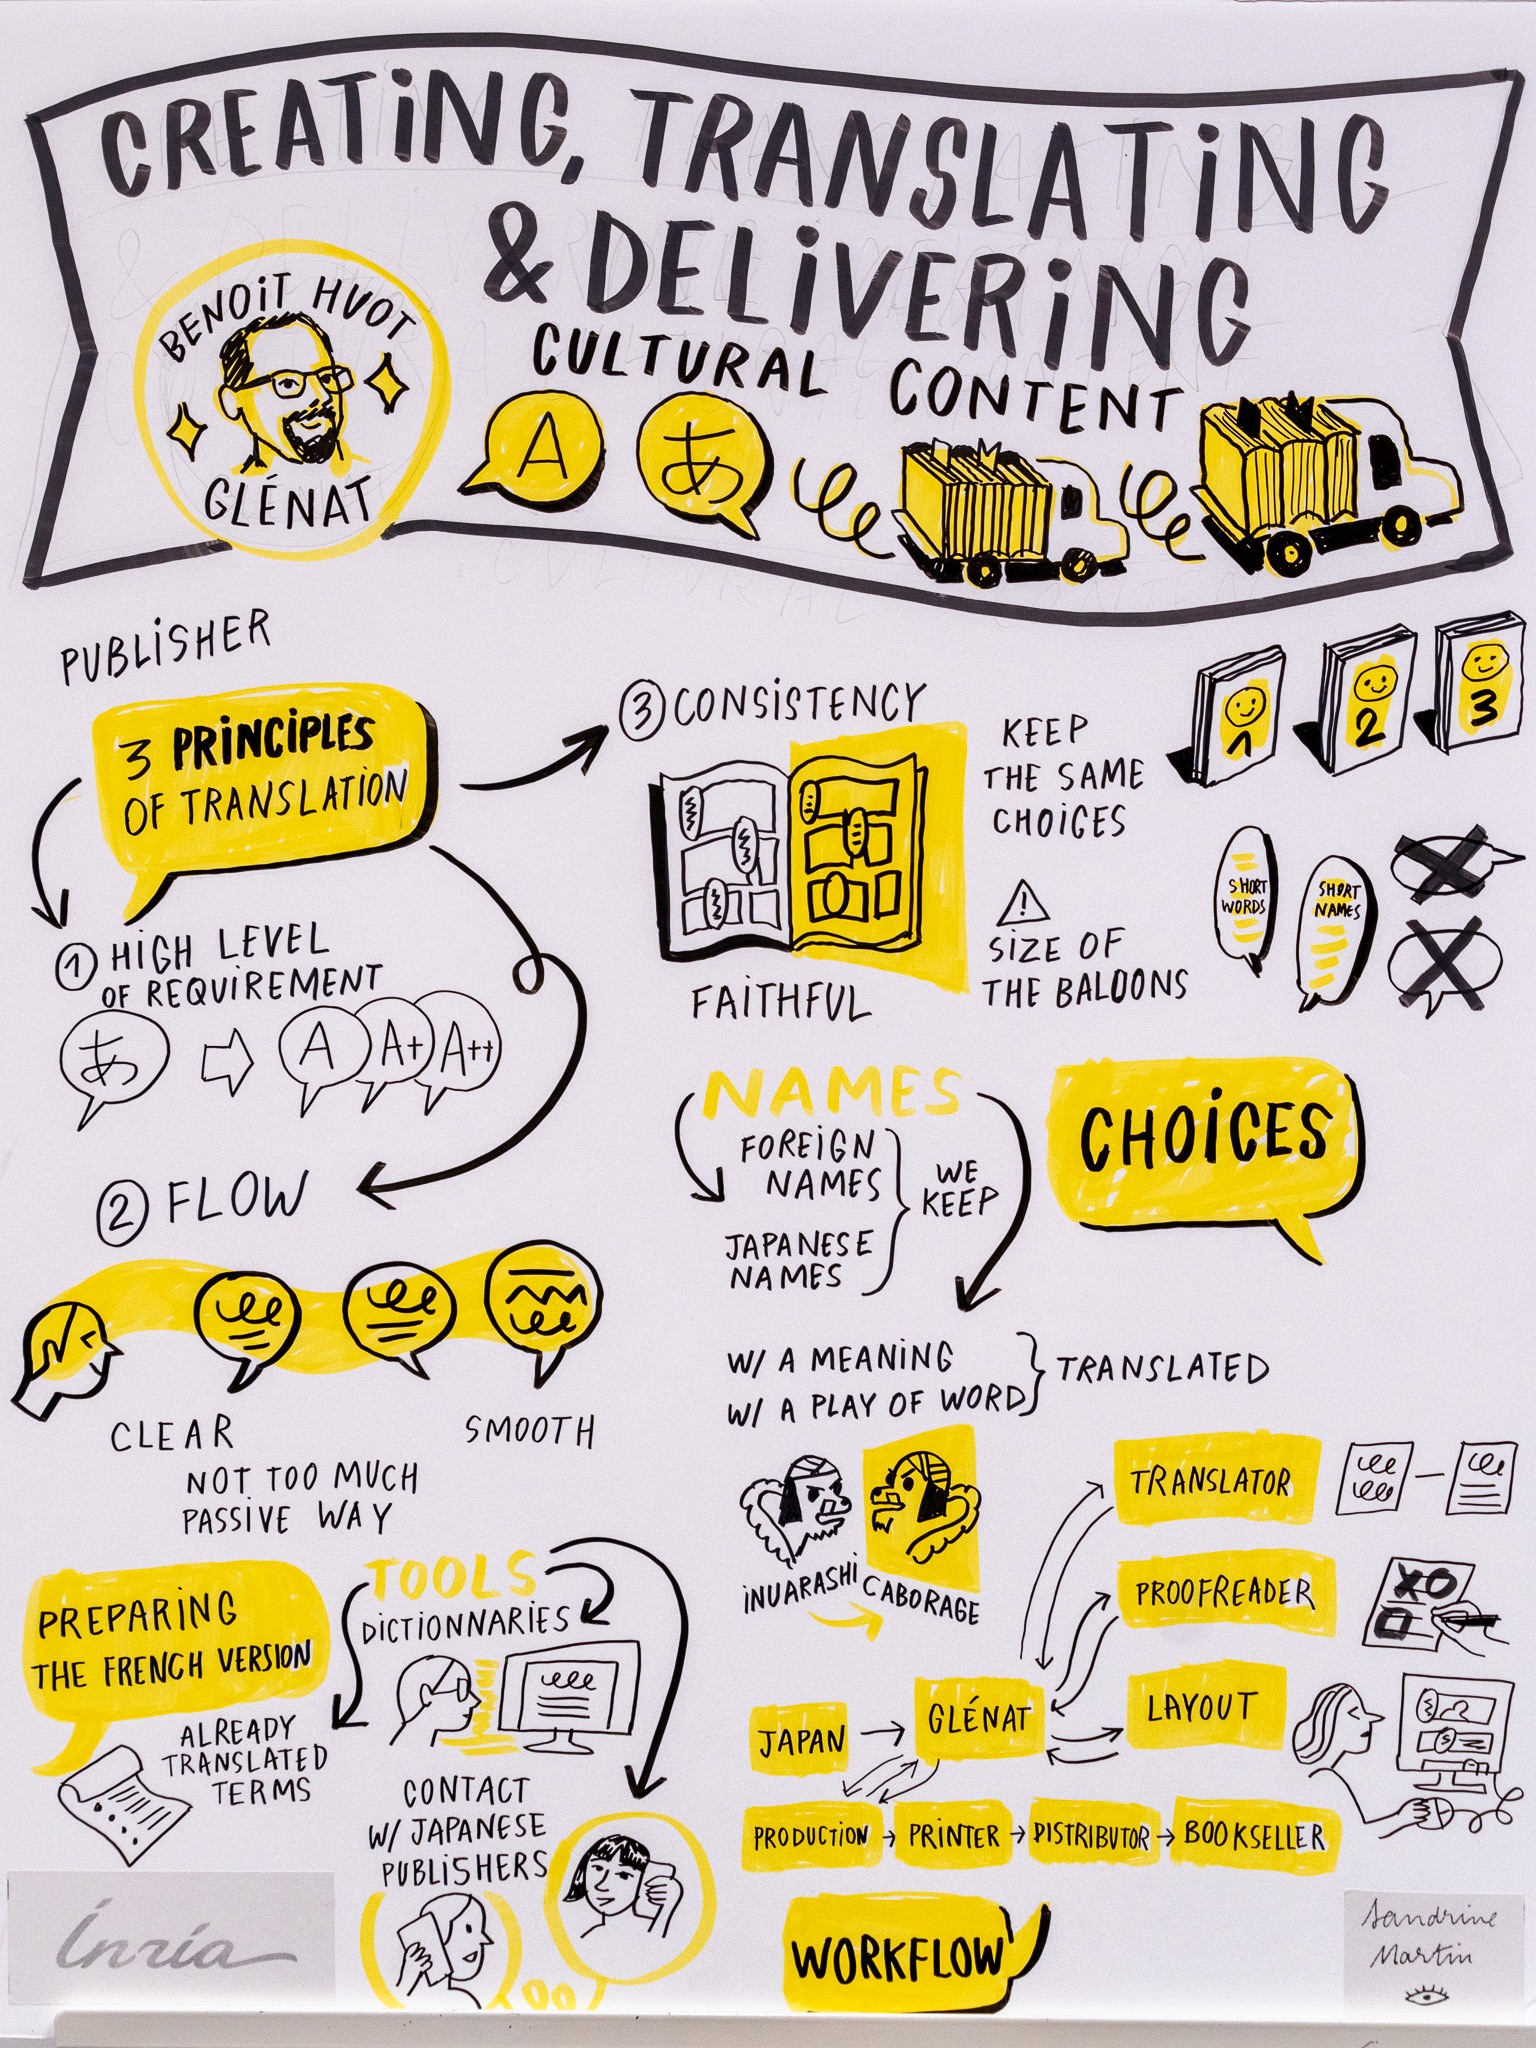 CREATING, TRANSLATING
& DELIVERING
CULTURAL CONTENT
BENOIT HUOT
GLÉNAT
A
あ
PUBLISHER
3 PRINCIPLES
OF TRANSLATION
1 HIGH LEVEL
OF REQUIREMENT
あ
A
A+
A++
2 FLOW
CLEAR
SMOOTH
NOT TOO MUCH
PASSIVE WAY
3 CONSISTENCY
FAITHFUL
KEEP
THE SAME
CHOICES
1
2
3
!
SIZE OF
THE BALOONS
SHORT
WORDS
SHORT
NAMES
CHOICES
NAMES
FOREIGN
NAMES
JAPANESE
NAMES
WE
KEEP
W/ A MEANING
W/ A PLAY OF WORD
TRANSLATED
INUARASHI
CABORAGE
PREPARING
THE FRENCH VERSION
TOOLS
DICTIONNARIES
ALREADY
TRANSLATED
TERMS
CONTACT
W/ JAPANESE
PUBLISHERS
TRANSLATOR
PROOFREADER
LAYOUT
JAPAN
GLÉNAT
PRODUCTION
PRINTER
DISTRIBUTOR
BOOKSELLER
WORKFLOW
Inria
Sandrine
Martin